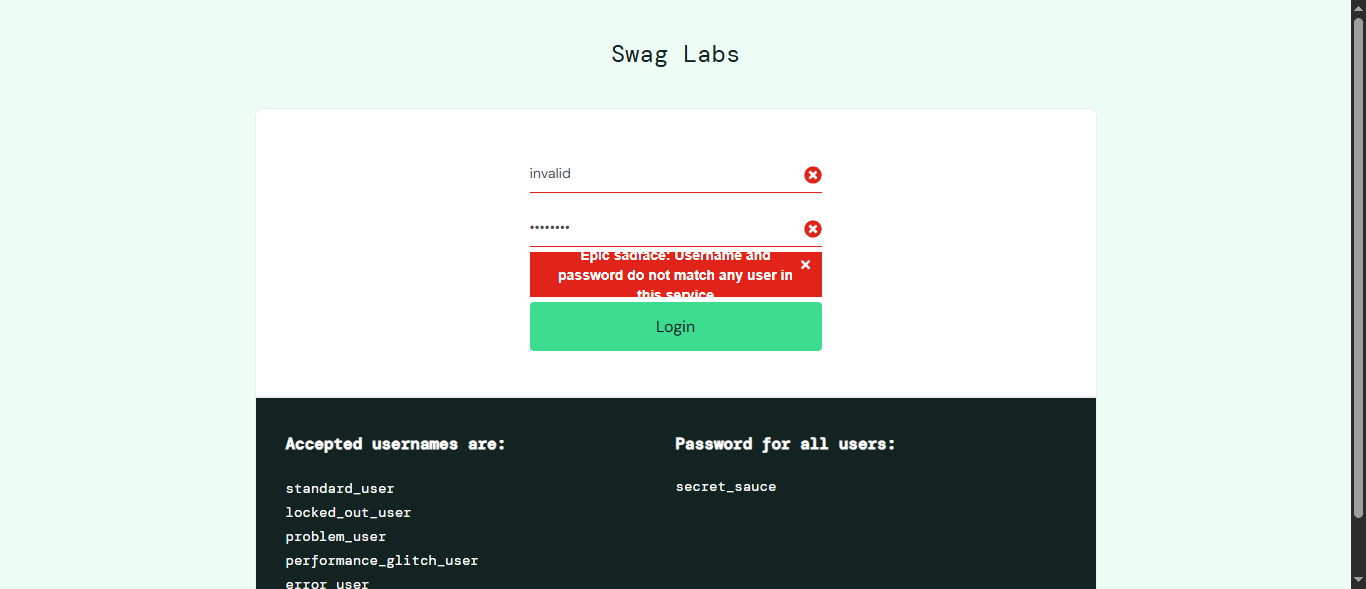 Swag Labs
invalid
••••••••
Epic sadface: Username and
password do not match any user in
this service
Login
Accepted usernames are:
standard_user
locked_out_user
problem_user
performance_glitch_user
error_user
Password for all users:
secret_sauce